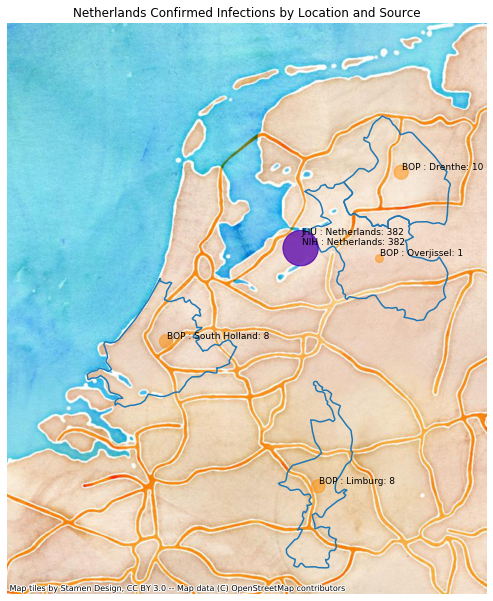 Netherlands Confirmed Infections by Location and Source
BOP : Drenthe: 10
JHU : Netherlands: 382
NIH : Netherlands: 382
BOP : Overjissel: 1
BOP : South Holland: 8
BOP : Limburg: 8
Map tiles by Stamen Design, CC BY 3.0 -- Map data (C) OpenStreetMap contributors